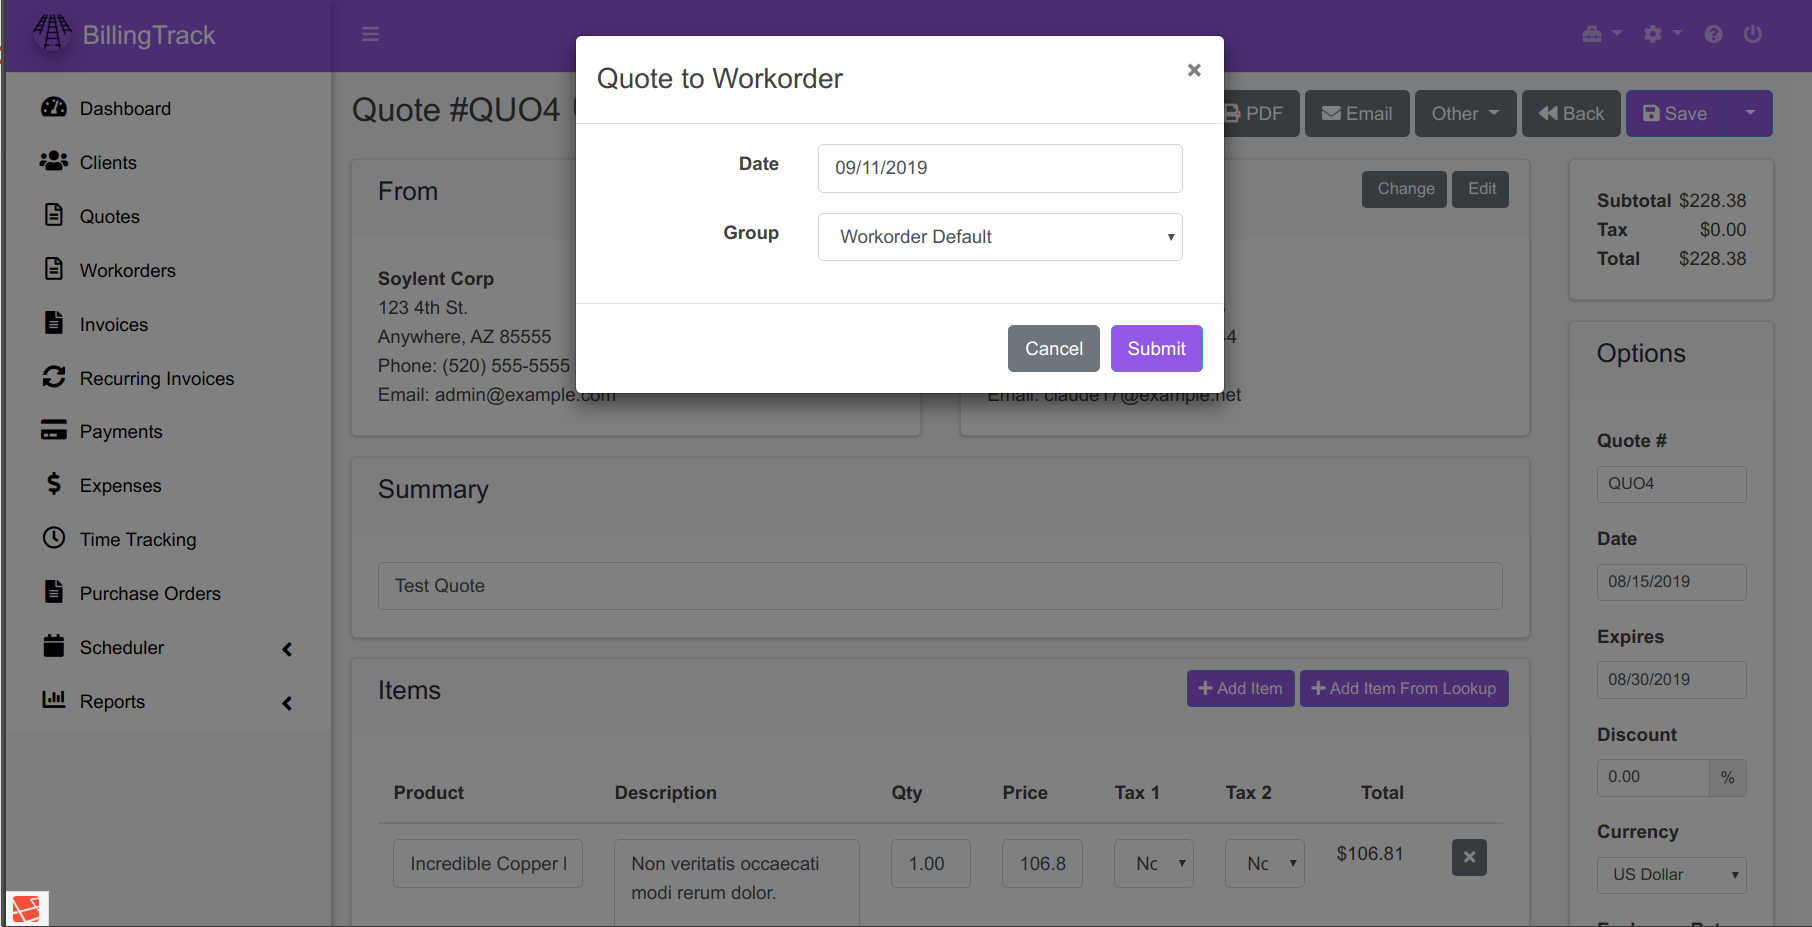 BillingTrack
Dashboard
Clients
Quotes
Workorders
Invoices
Recurring Invoices
Payments
Expenses
Time Tracking
Purchase Orders
Scheduler
Reports
Quote #QUO4
PDF
Email
Other
Back
Save
Quote to Workorder
×
Date
09/11/2019
Group
Workorder Default
Cancel
Submit
From
Soylent Corp
123 4th St.
Anywhere, AZ 85555
Phone: (520) 555-5555
Email: admin@example.com
Change
Edit
4
Email: claude17@example.net
Summary
Test Quote
Items
Add Item
Add Item From Lookup
Product Description Qty Price Tax 1 Tax 2 Total
Incredible Copper
Non veritatis occaecati
modi rerum dolor.
1.00
106.8
$106.81
Subtotal $228.38
Tax $0.00
Total $228.38
Options
Quote #
QUO4
Date
08/15/2019
Expires
08/30/2019
Discount
0.00 %
Currency
US Dollar